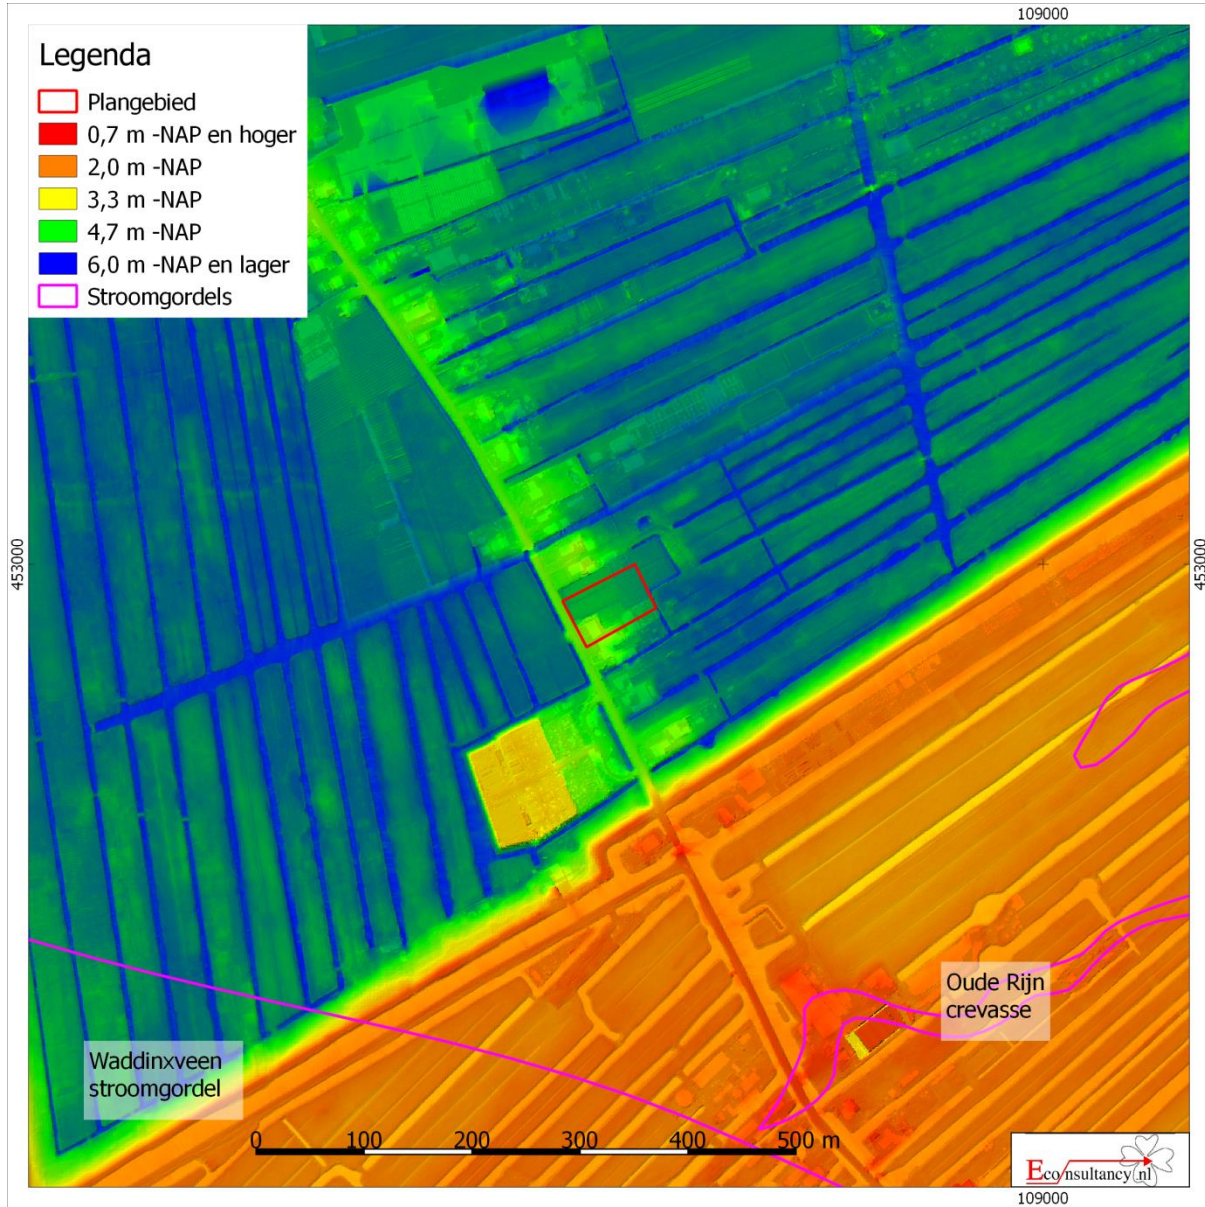 109000
Legenda
Plangebied
0,7 m -NAP en hoger
2,0 m -NAP
3,3 m -NAP
4,7 m -NAP
6,0 m -NAP en lager
Stroomgordels
453000
453000
Oude Rijn
crevasse
Waddinxveen
stroomgordel
0 100 200 300 400 500 m
Econsultancy.nl
109000